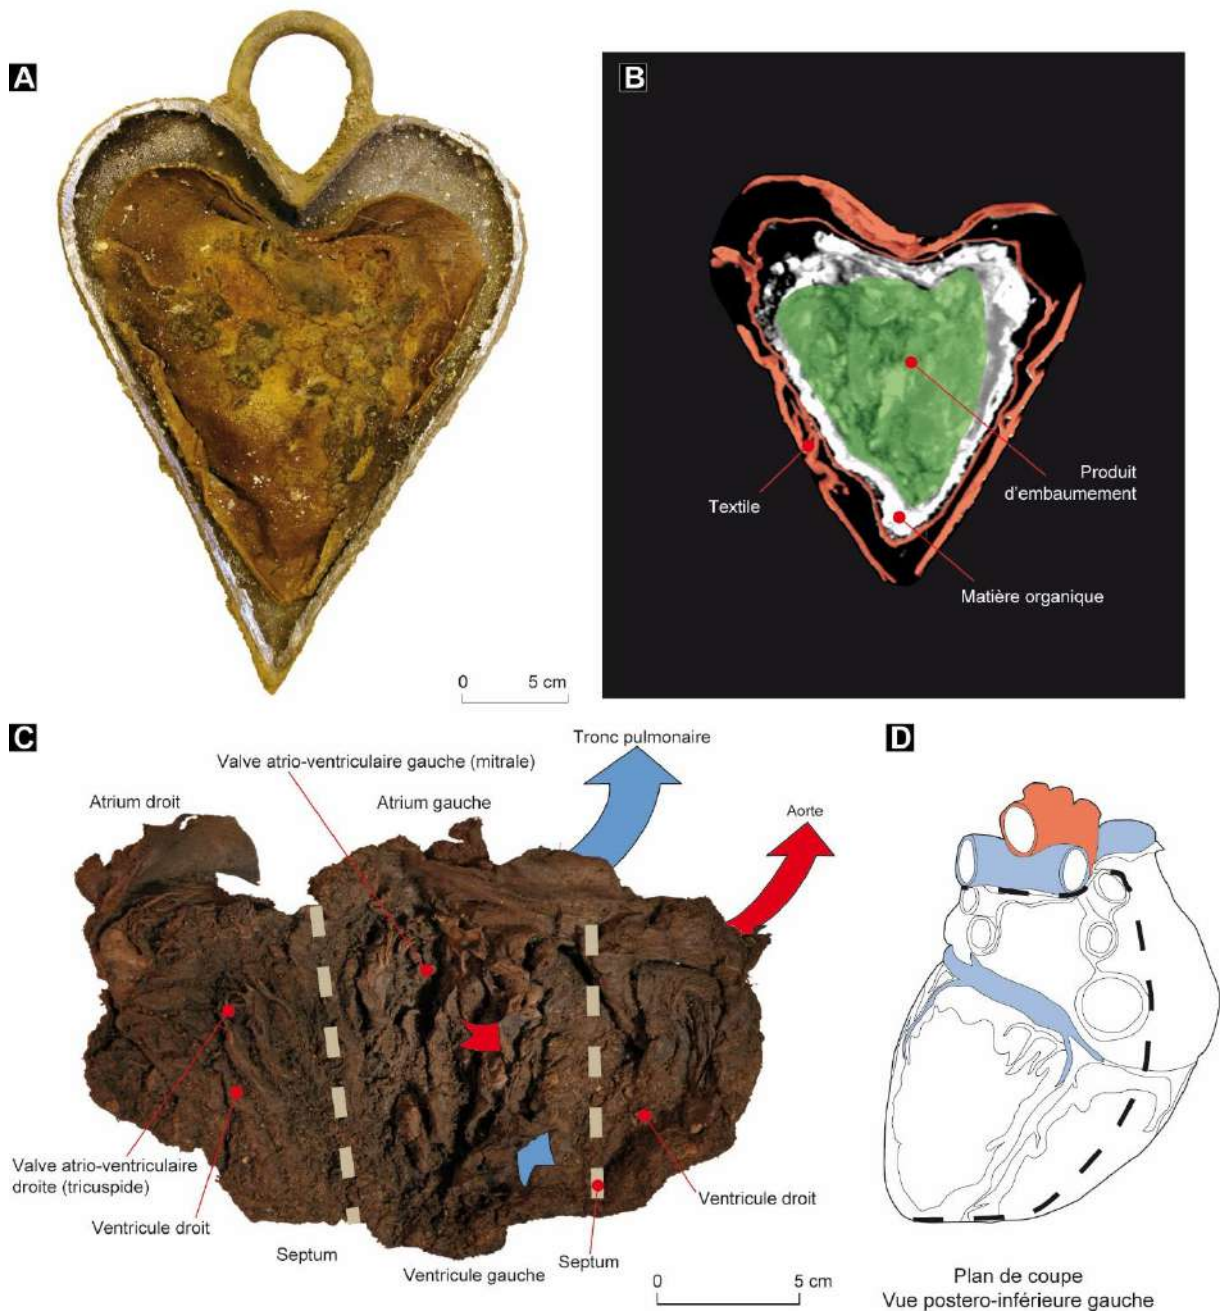 A
B
Textile
Produit
d'embaumement
Matière organique
0 5 cm
C
D
Tronc pulmonaire
Valve atrio-ventriculaire gauche (mitrale)
Atrium droit
Atrium gauche
Aorte
Valve atrio-ventriculaire
droite (tricuspide)
Ventricule droit
Septum
Ventricule gauche
Septum
Ventricule droit
0 5 cm
Plan de coupe
Vue postero-inférieure gauche